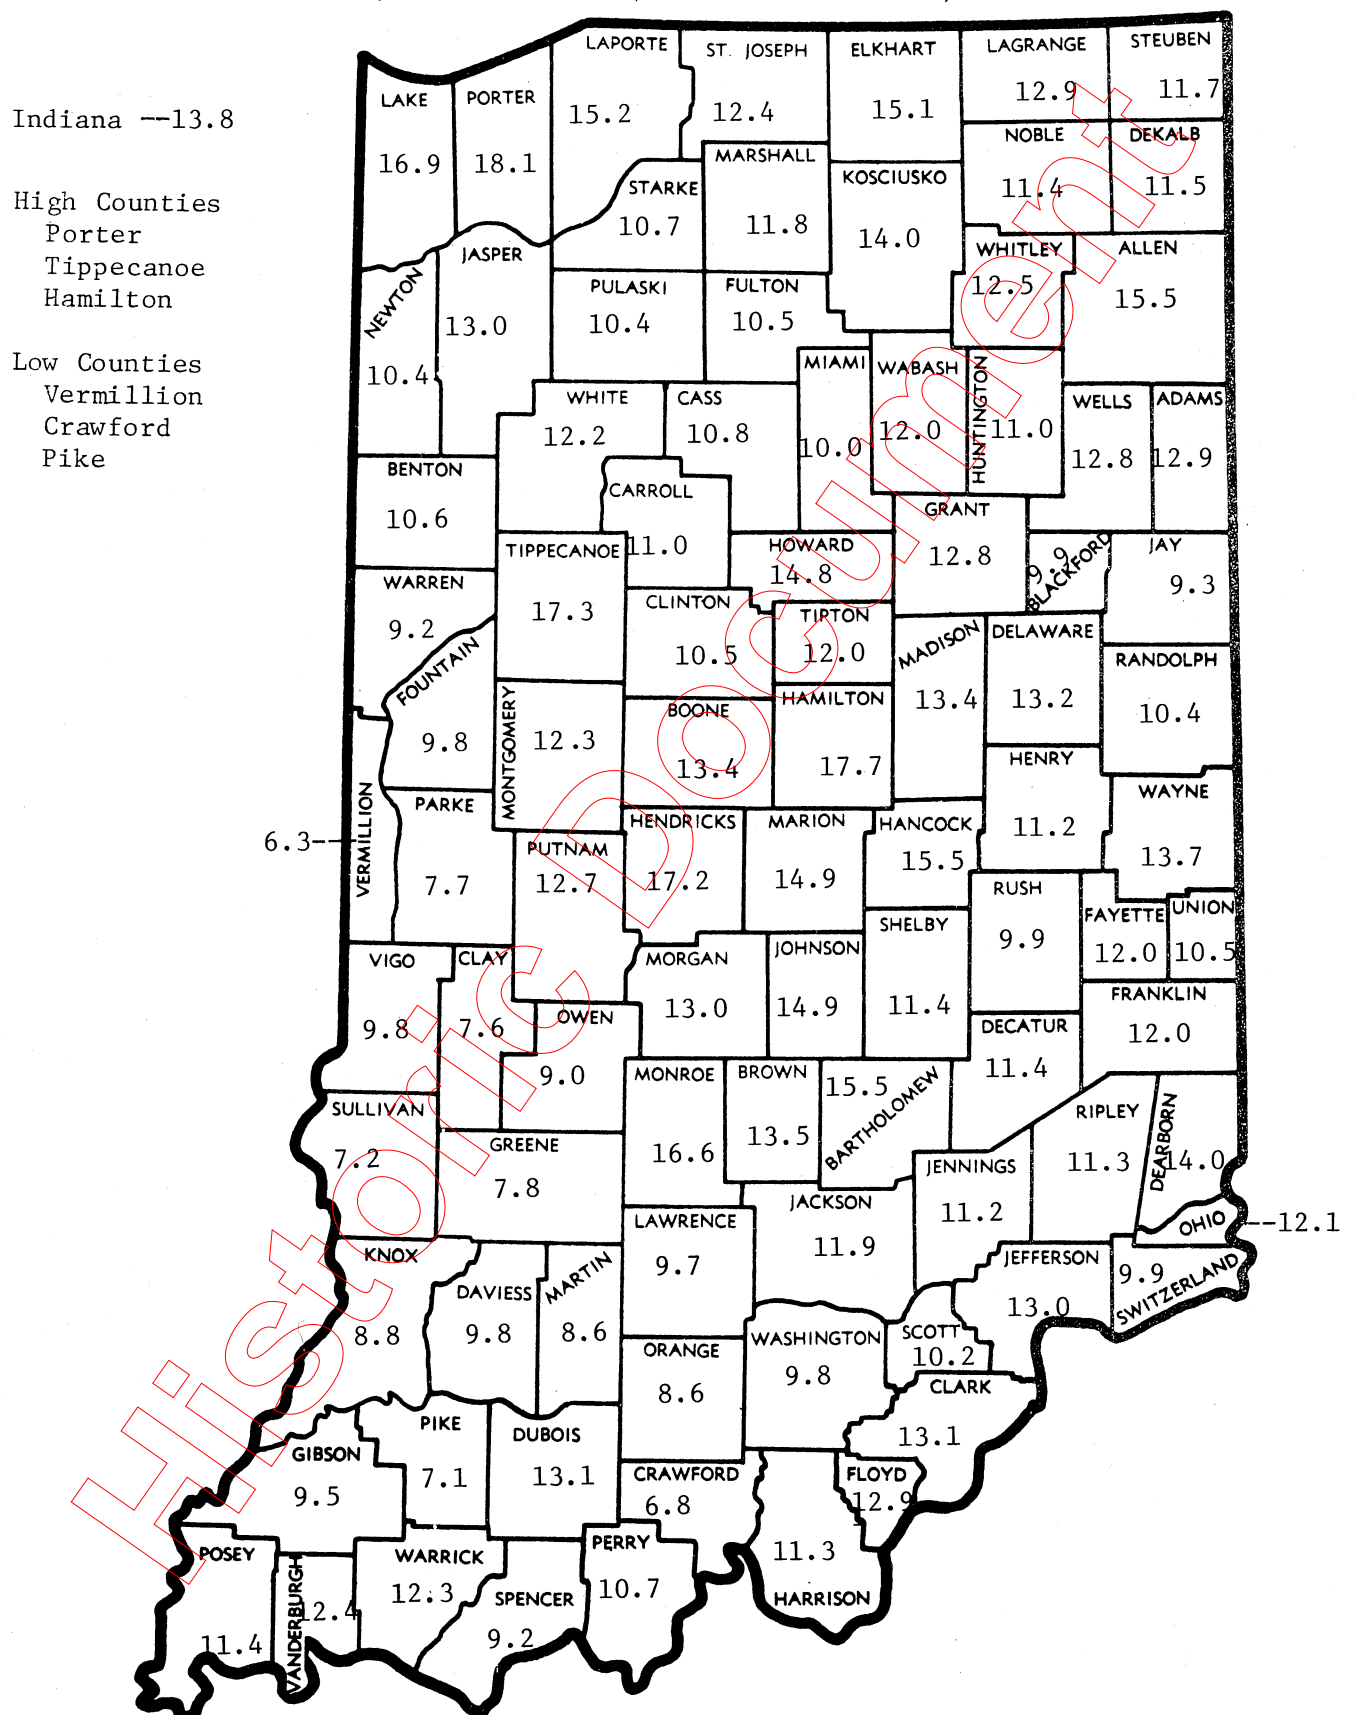 Indiana --13.8
High Counties
Porter
Tippecanoe
Hamilton
Low Counties
Vermillion
Crawford
Pike
LAKE
16.9
PORTER
18.1
LAPORTE
15.2
ST. JOSEPH
12.4
ELKHART
15.1
LAGRANGE
12.9
STEUBEN
11.7
NOBLE
11.4
DEKALB
11.5
MARSHALL
11.8
STARKE
10.7
KOSCIUSKO
14.0
WHITLEY
12.5
ALLEN
15.5
NEWTON
10.4
JASPER
13.0
PULASKI
10.4
FULTON
10.5
MIAMI
10.0
WABASH
12.0
HUNTINGTON
11.0
WELLS
12.8
ADAMS
12.9
WHITE
12.2
CASS
10.8
BENTON
10.6
CARROLL
11.0
GRANT
12.8
BLACKFORD
9.9
JAY
9.3
TIPPECANOE
17.3
HOWARD
14.8
WARREN
9.2
CLINTON
10.5
TIPTON
12.0
MADISON
13.4
DELAWARE
13.2
RANDOLPH
10.4
FOUNTAIN
9.8
MONTGOMERY
12.3
BOONE
13.4
HAMILTON
17.7
HENRY
11.2
WAYNE
13.7
6.3--
VERMILLION
PARKE
7.7
PUTNAM
12.7
HENDRICKS
17.2
MARION
14.9
HANCOCK
15.5
RUSH
9.9
FAYETTE
12.0
UNION
10.5
SHELBY
11.4
VIGO
9.8
CLAY
7.6
MORGAN
13.0
JOHNSON
14.9
FRANKLIN
12.0
OWEN
9.0
DECATUR
11.4
MONROE
16.6
BROWN
13.5
15.5
BARTHOLOMEW
SULLIVAN
7.2
GREENE
7.8
RIPLEY
11.3
DEARBORN
14.0
JENNINGS
11.2
JACKSON
11.9
LAWRENCE
9.7
OHIO
--12.1
KNOX
8.8
DAVIESS
9.8
MARTIN
8.6
JEFFERSON
13.0
9.9
SWITZERLAND
ORANGE
8.6
WASHINGTON
9.8
SCOTT
10.2
CLARK
13.1
PIKE
7.1
DUBOIS
13.1
GIBSON
9.5
CRAWFORD
6.8
FLOYD
12.9
11.3
HARRISON
POSEY
11.4
VANDERBURGH
12.4
WARRICK
12.3
SPENCER
9.2
PERRY
10.7
Historic Document